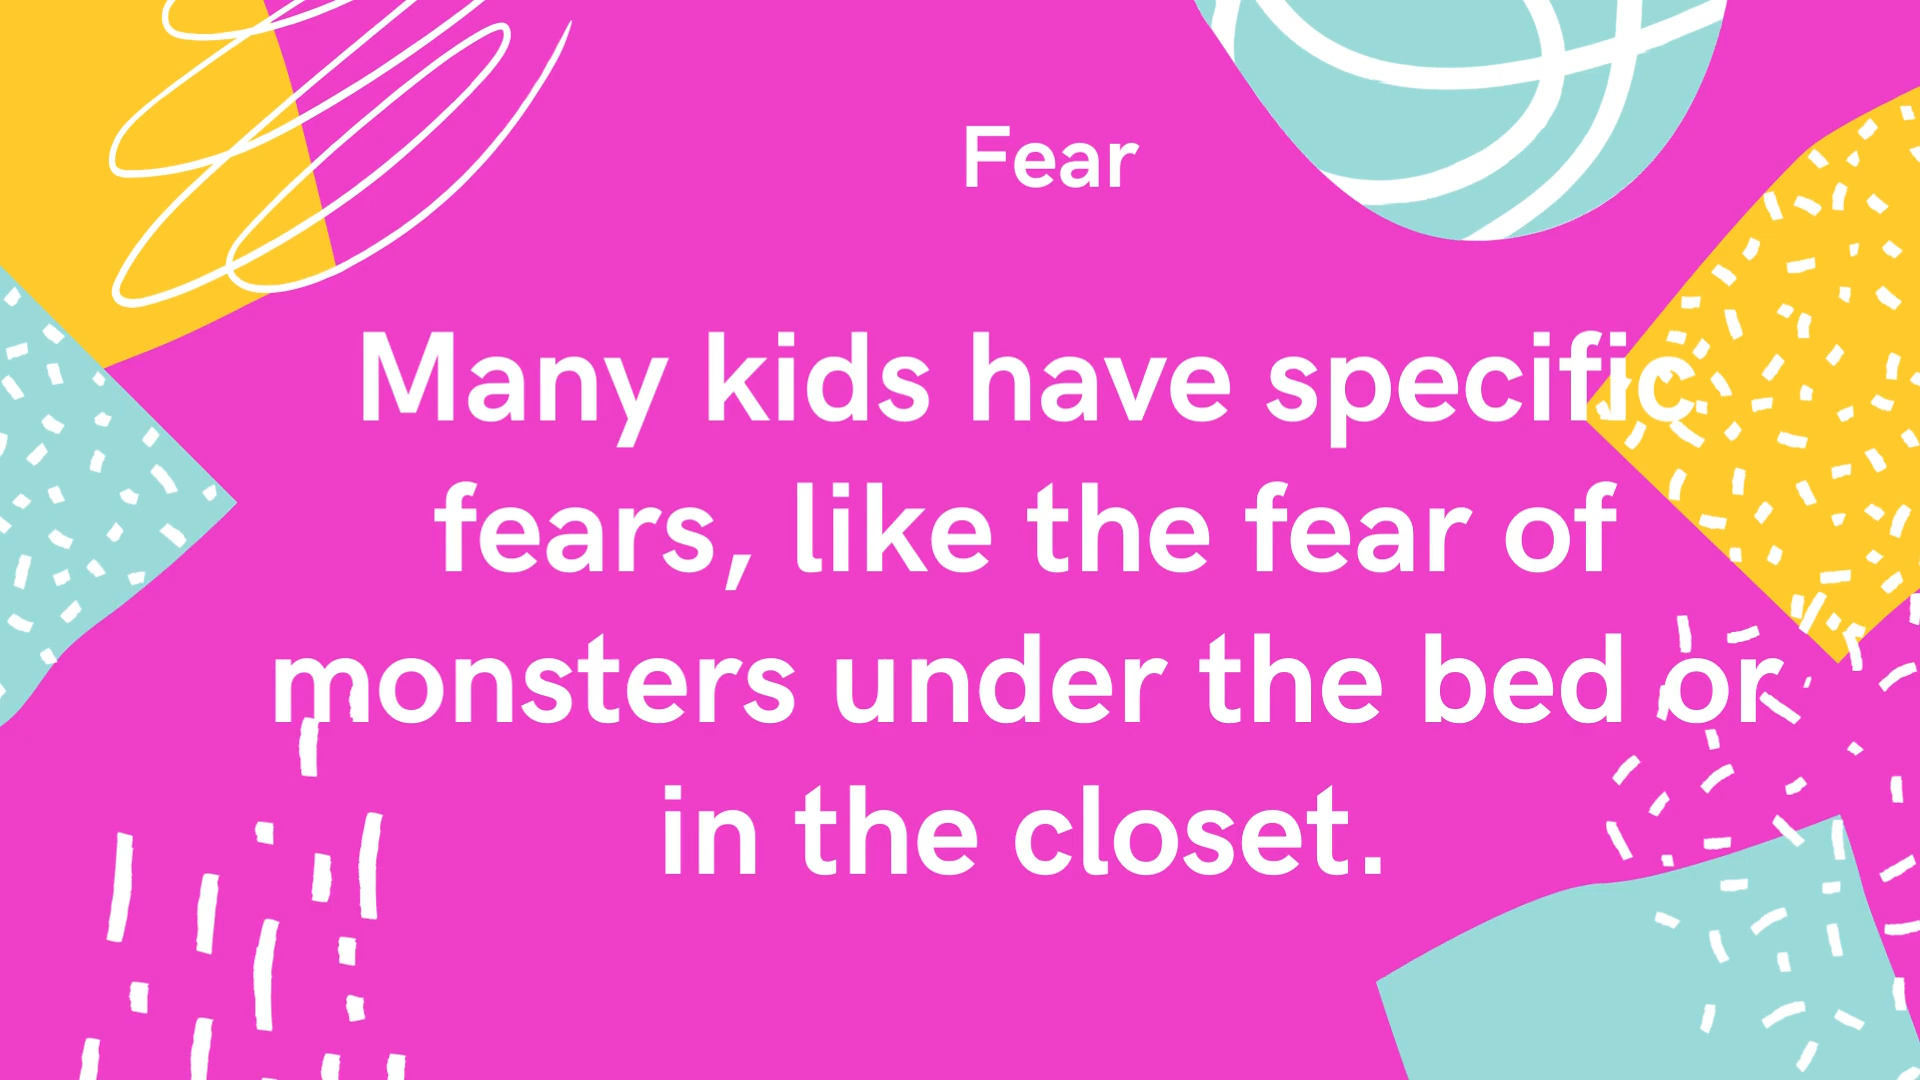 Fear
Many kids have specific
fears, like the fear of
monsters under the bed or
in the closet.